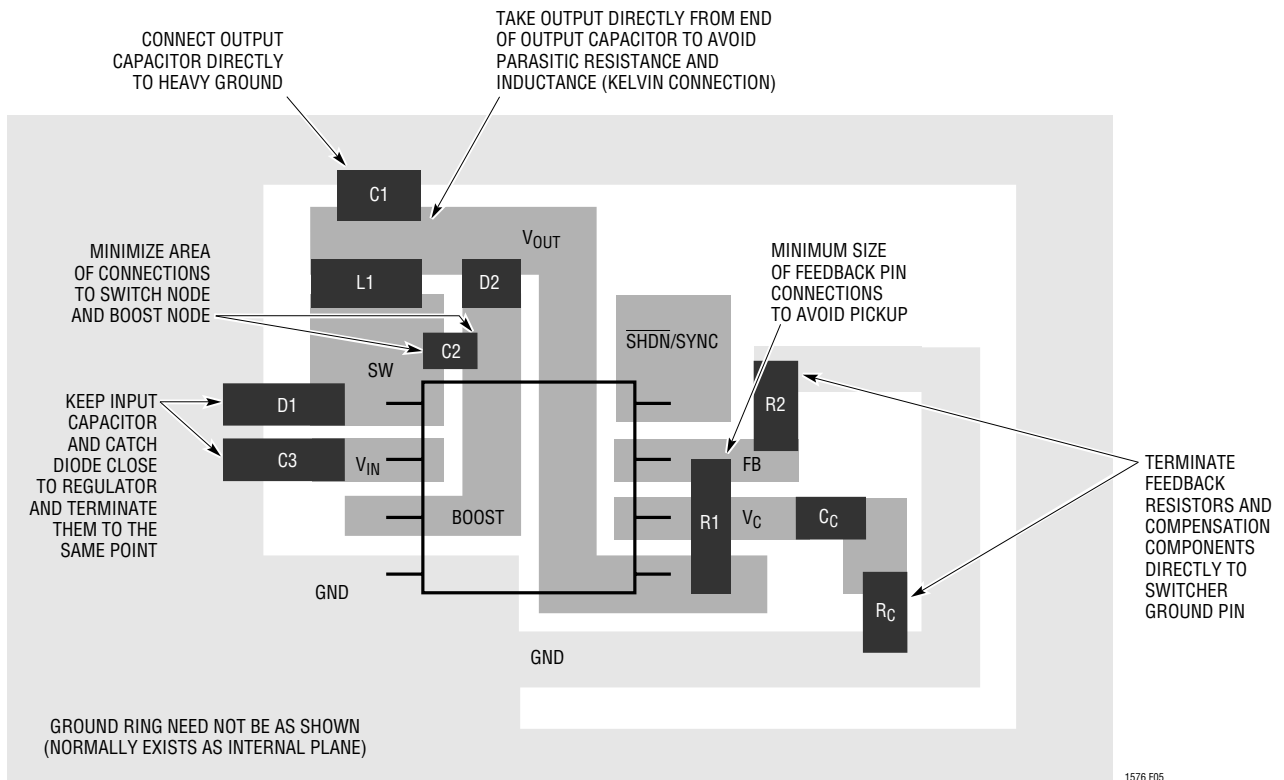 TAKE OUTPUT DIRECTLY FROM END
OF OUTPUT CAPACITOR TO AVOID
PARASITIC RESISTANCE AND
INDUCTANCE (KELVIN CONNECTION)
CONNECT OUTPUT
CAPACITOR DIRECTLY
TO HEAVY GROUND
C1
VOUT
MINIMIZE AREA
OF CONNECTIONS
TO SWITCH NODE
AND BOOST NODE
MINIMUM SIZE
OF FEEDBACK PIN
CONNECTIONS
TO AVOID PICKUP
L1
D2
C2
SHDN/SYNC
SW
KEEP INPUT
CAPACITOR
AND CATCH
DIODE CLOSE
TO REGULATOR
AND TERMINATE
THEM TO THE
SAME POINT
D1
R2
C3
VIN
FB
TERMINATE
FEEDBACK
RESISTORS AND
COMPENSATION
COMPONENTS
DIRECTLY TO
SWITCHER
GROUND PIN
BOOST
R1
VC
CC
GND
RC
GND
GROUND RING NEED NOT BE AS SHOWN
(NORMALLY EXISTS AS INTERNAL PLANE)
1576 F05